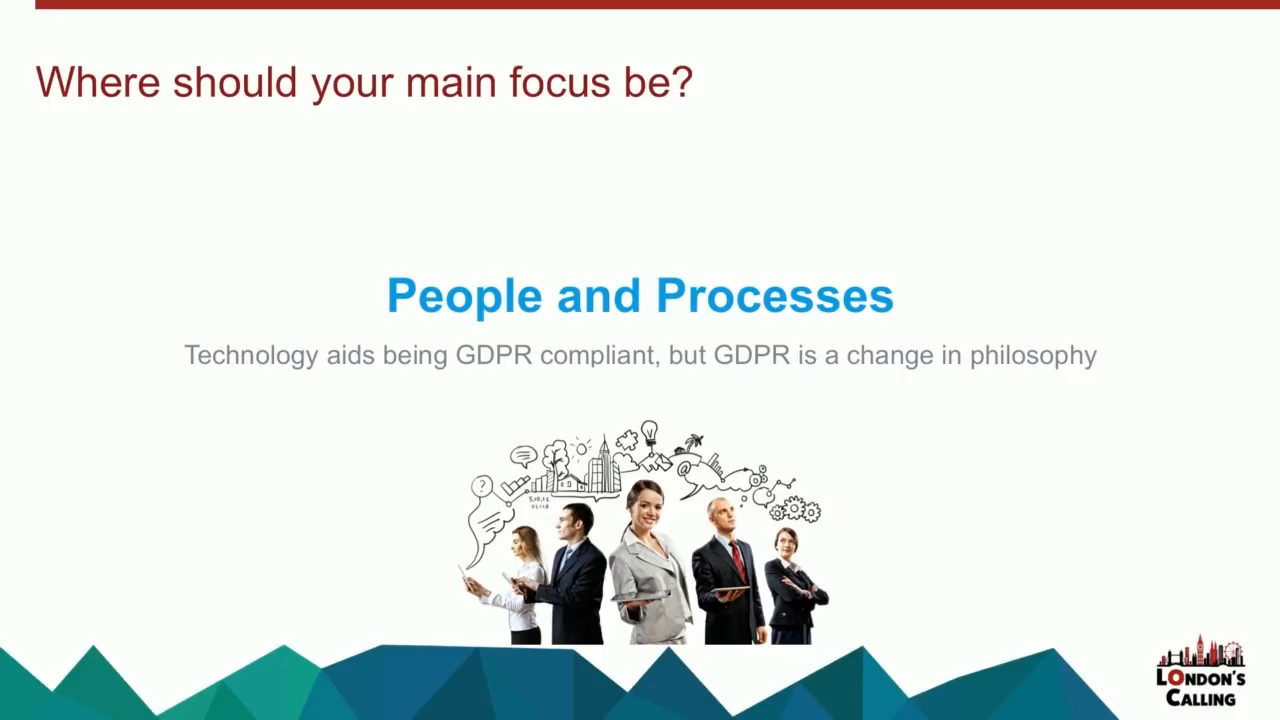 Where should your main focus be?
People and Processes
Technology aids being GDPR compliant, but GDPR is a change in philosophy
?
@
LONDON'S
CALLING